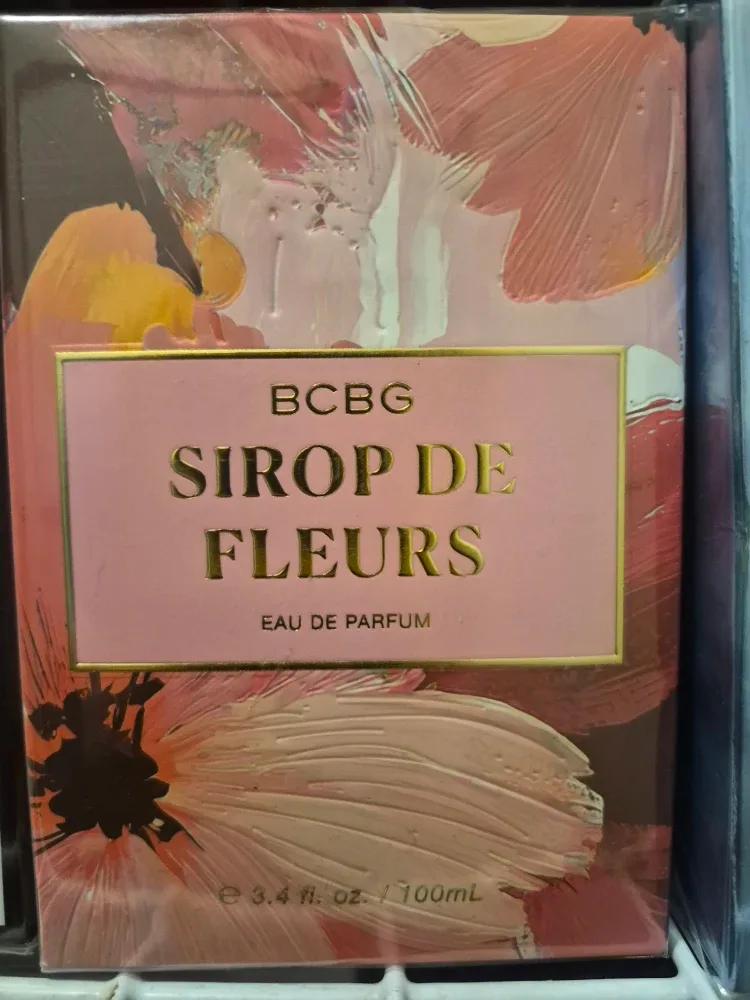 BCBG
SIROP DE
FLEURS
EAU DE PARFUM
℮ 3.4 fl. oz. / 100mL